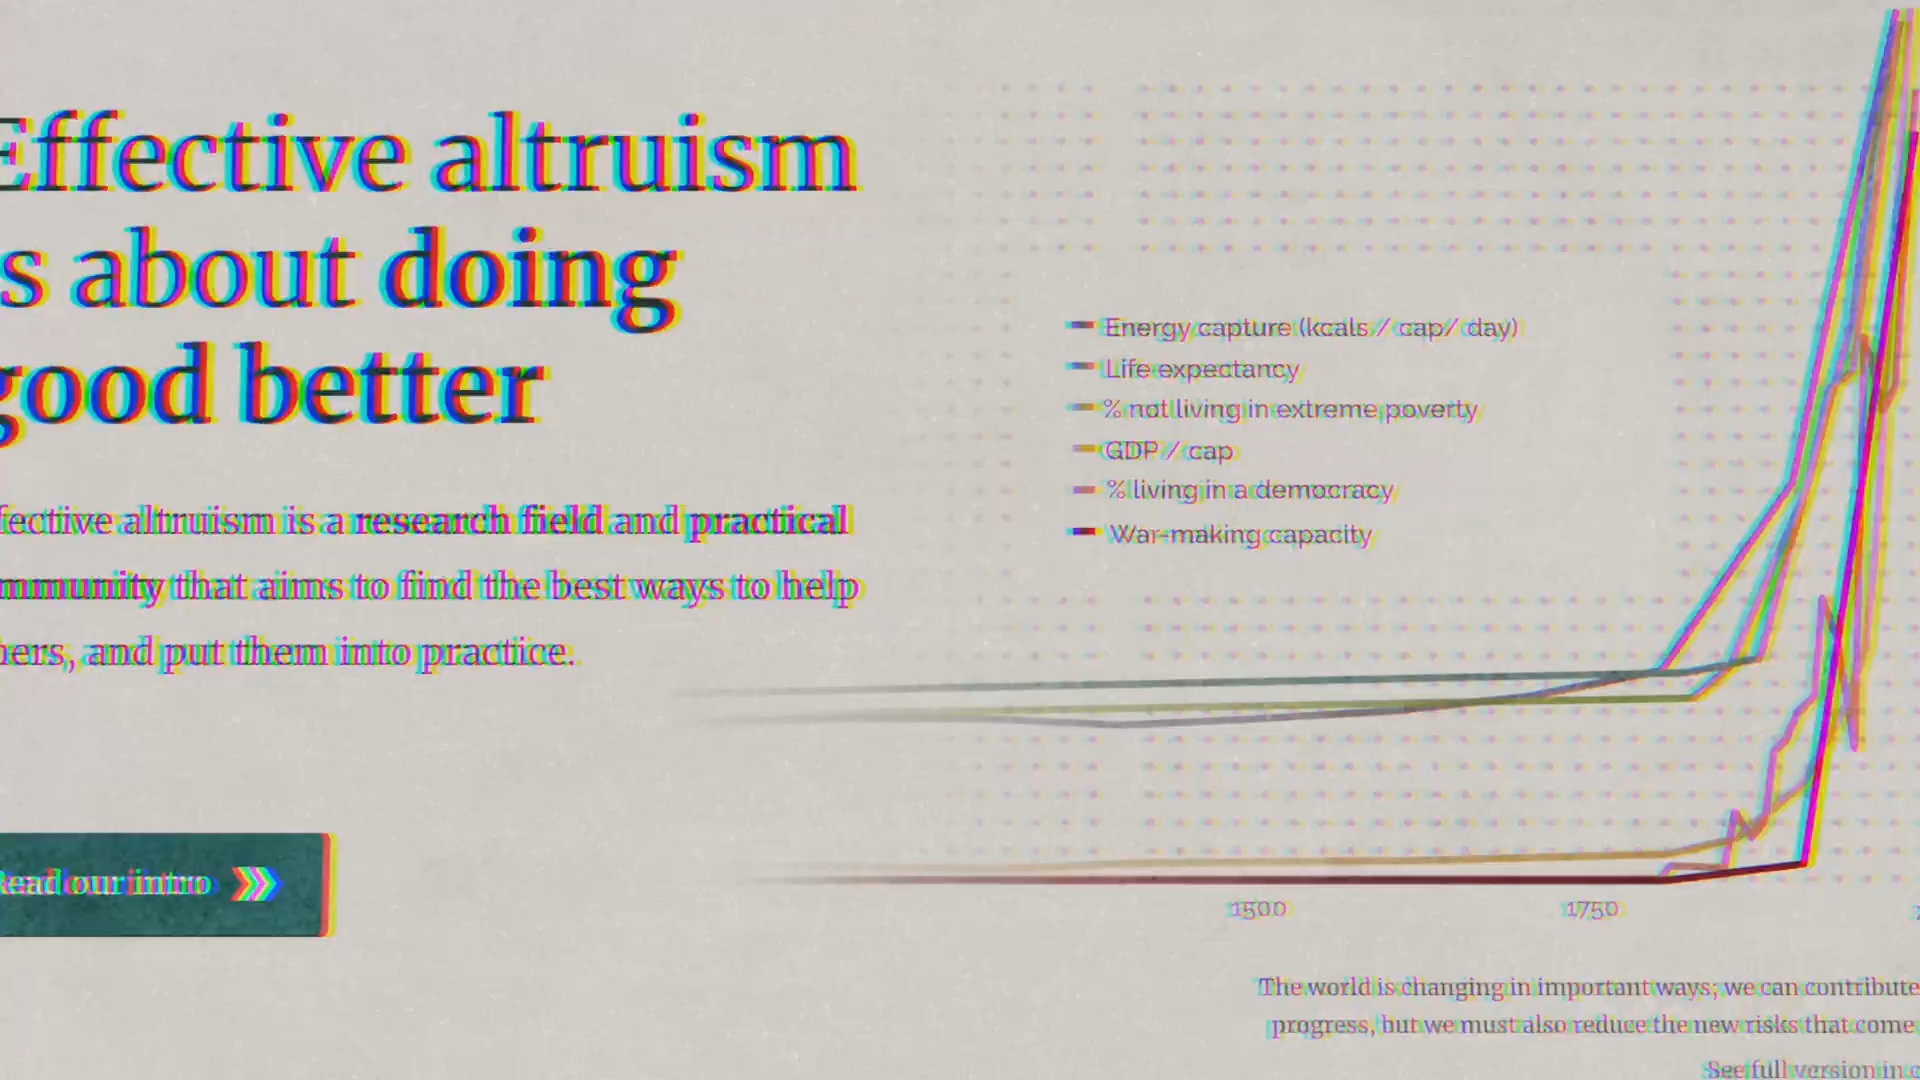 Effective altruism
s about doing
good better
fective altruism is a research field and practical
mmunity that aims to find the best ways to help
hers, and put them into practice.
Read our intro
Energy capture (kcals / cap/ day)
Life expectancy
% not living in extreme poverty
GDP / cap
% living in a democracy
War-making capacity
1500 1750
The world is changing in important ways; we can contribute
progress, but we must also reduce the new risks that come
See full version in